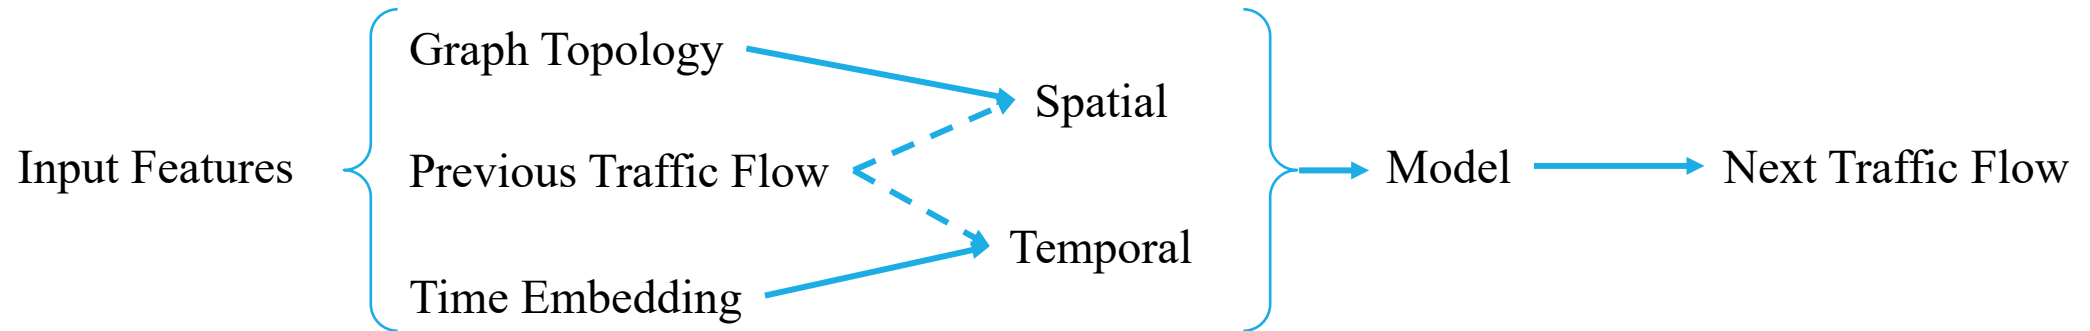 Input Features
Graph Topology
Previous Traffic Flow
Time Embedding
Spatial
Temporal
Model
Next Traffic Flow